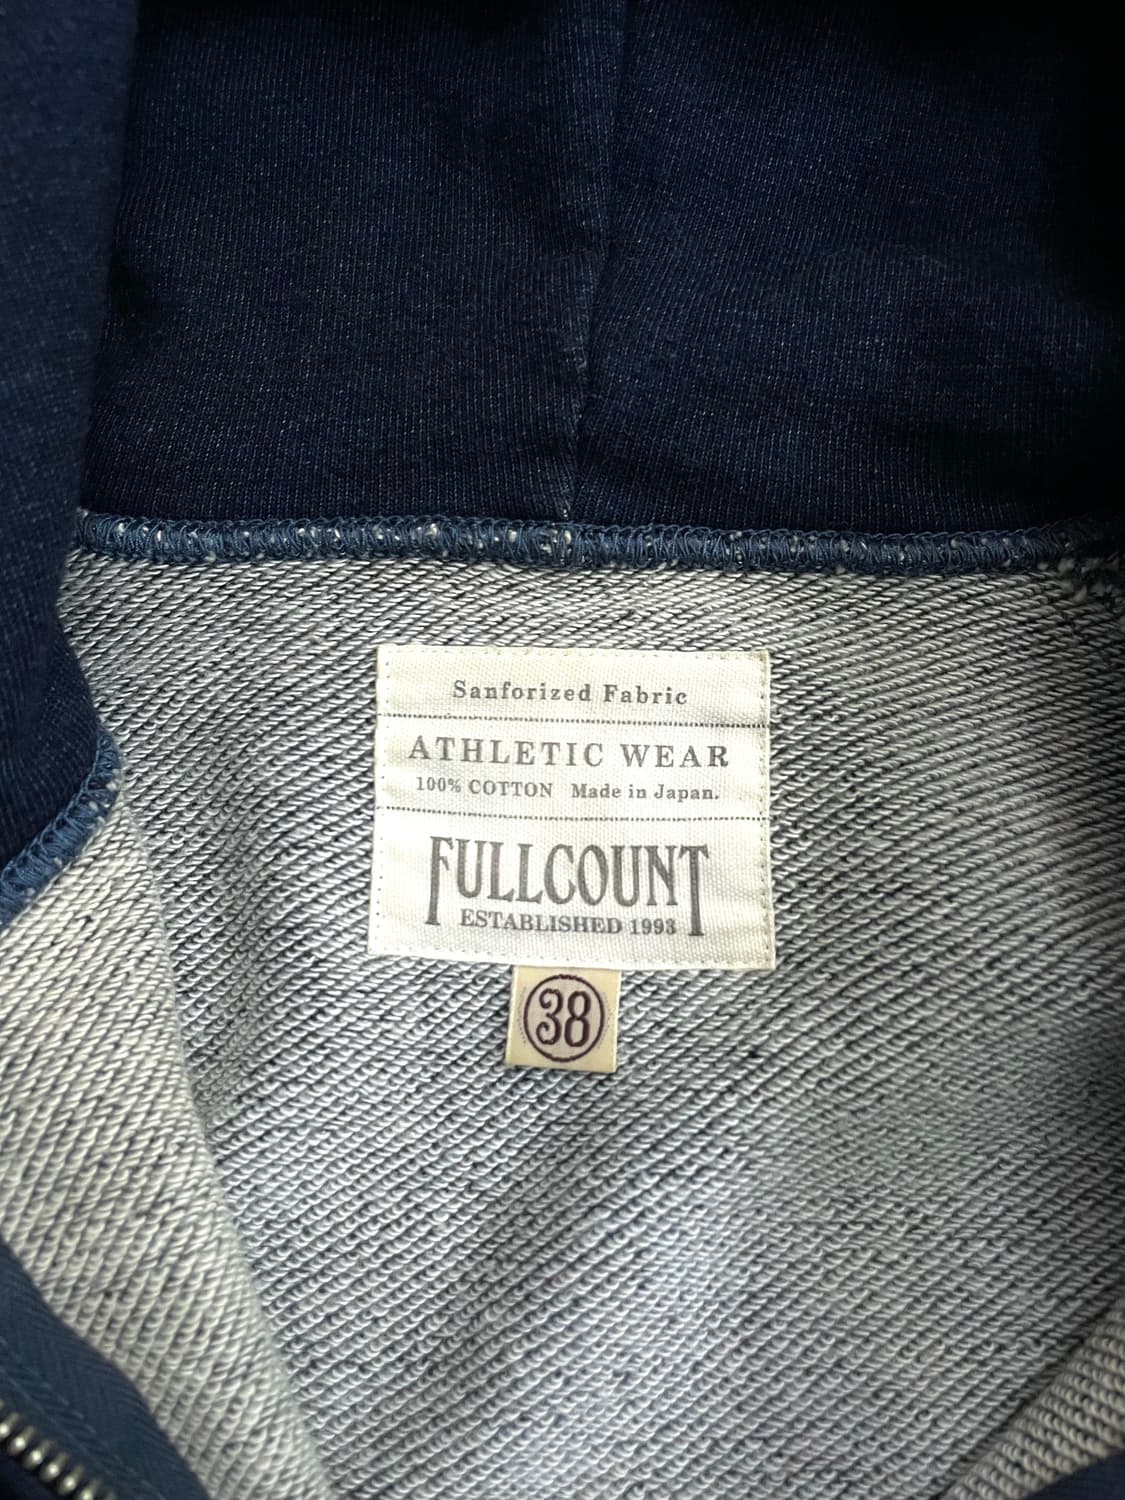 Sanforized Fabric
ATHLETIC WEAR
100% COTTON Made in Japan.
FULLCOUNT
ESTABLISHED 1993
38